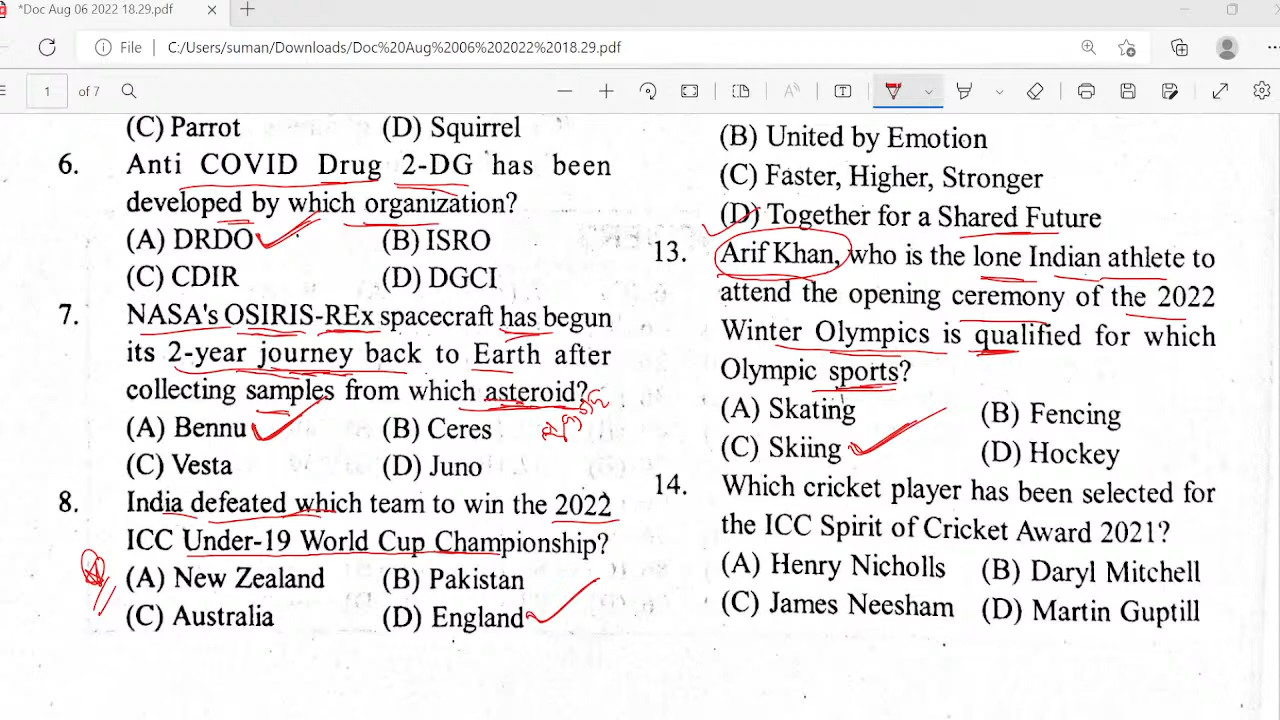 *Doc Aug 06 2022 18.29.pdf
File C:/Users/suman/Downloads/Doc%20Aug%2006%202022%2018.29.pdf
1 of 7
(C) Parrot (D) Squirrel
6. Anti COVID Drug 2-DG has been
developed by which organization?
(A) DRDO (B) ISRO
(C) CDIR (D) DGCI
7. NASA's OSIRIS-REx spacecraft has begun
its 2-year journey back to Earth after
collecting samples from which asteroid?
(A) Bennu (B) Ceres
(C) Vesta (D) Juno
8. India defeated which team to win the 2022
ICC Under-19 World Cup Championship?
(A) New Zealand (B) Pakistan
(C) Australia (D) England
(B) United by Emotion
(C) Faster, Higher, Stronger
(D) Together for a Shared Future
13. Arif Khan, who is the lone Indian athlete to
attend the opening ceremony of the 2022
Winter Olympics is qualified for which
Olympic sports?
(A) Skating (B) Fencing
(C) Skiing (D) Hockey
14. Which cricket player has been selected for
the ICC Spirit of Cricket Award 2021?
(A) Henry Nicholls (B) Daryl Mitchell
(C) James Neesham (D) Martin Guptill